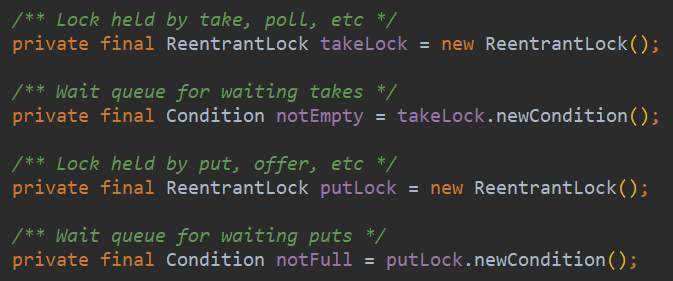 /** Lock held by take, poll, etc */
private final ReentrantLock takeLock = new ReentrantLock();
/** Wait queue for waiting takes */
private final Condition notEmpty = takeLock.newCondition();
/** Lock held by put, offer, etc */
private final ReentrantLock putLock = new ReentrantLock();
/** Wait queue for waiting puts */
private final Condition notFull = putLock.newCondition();